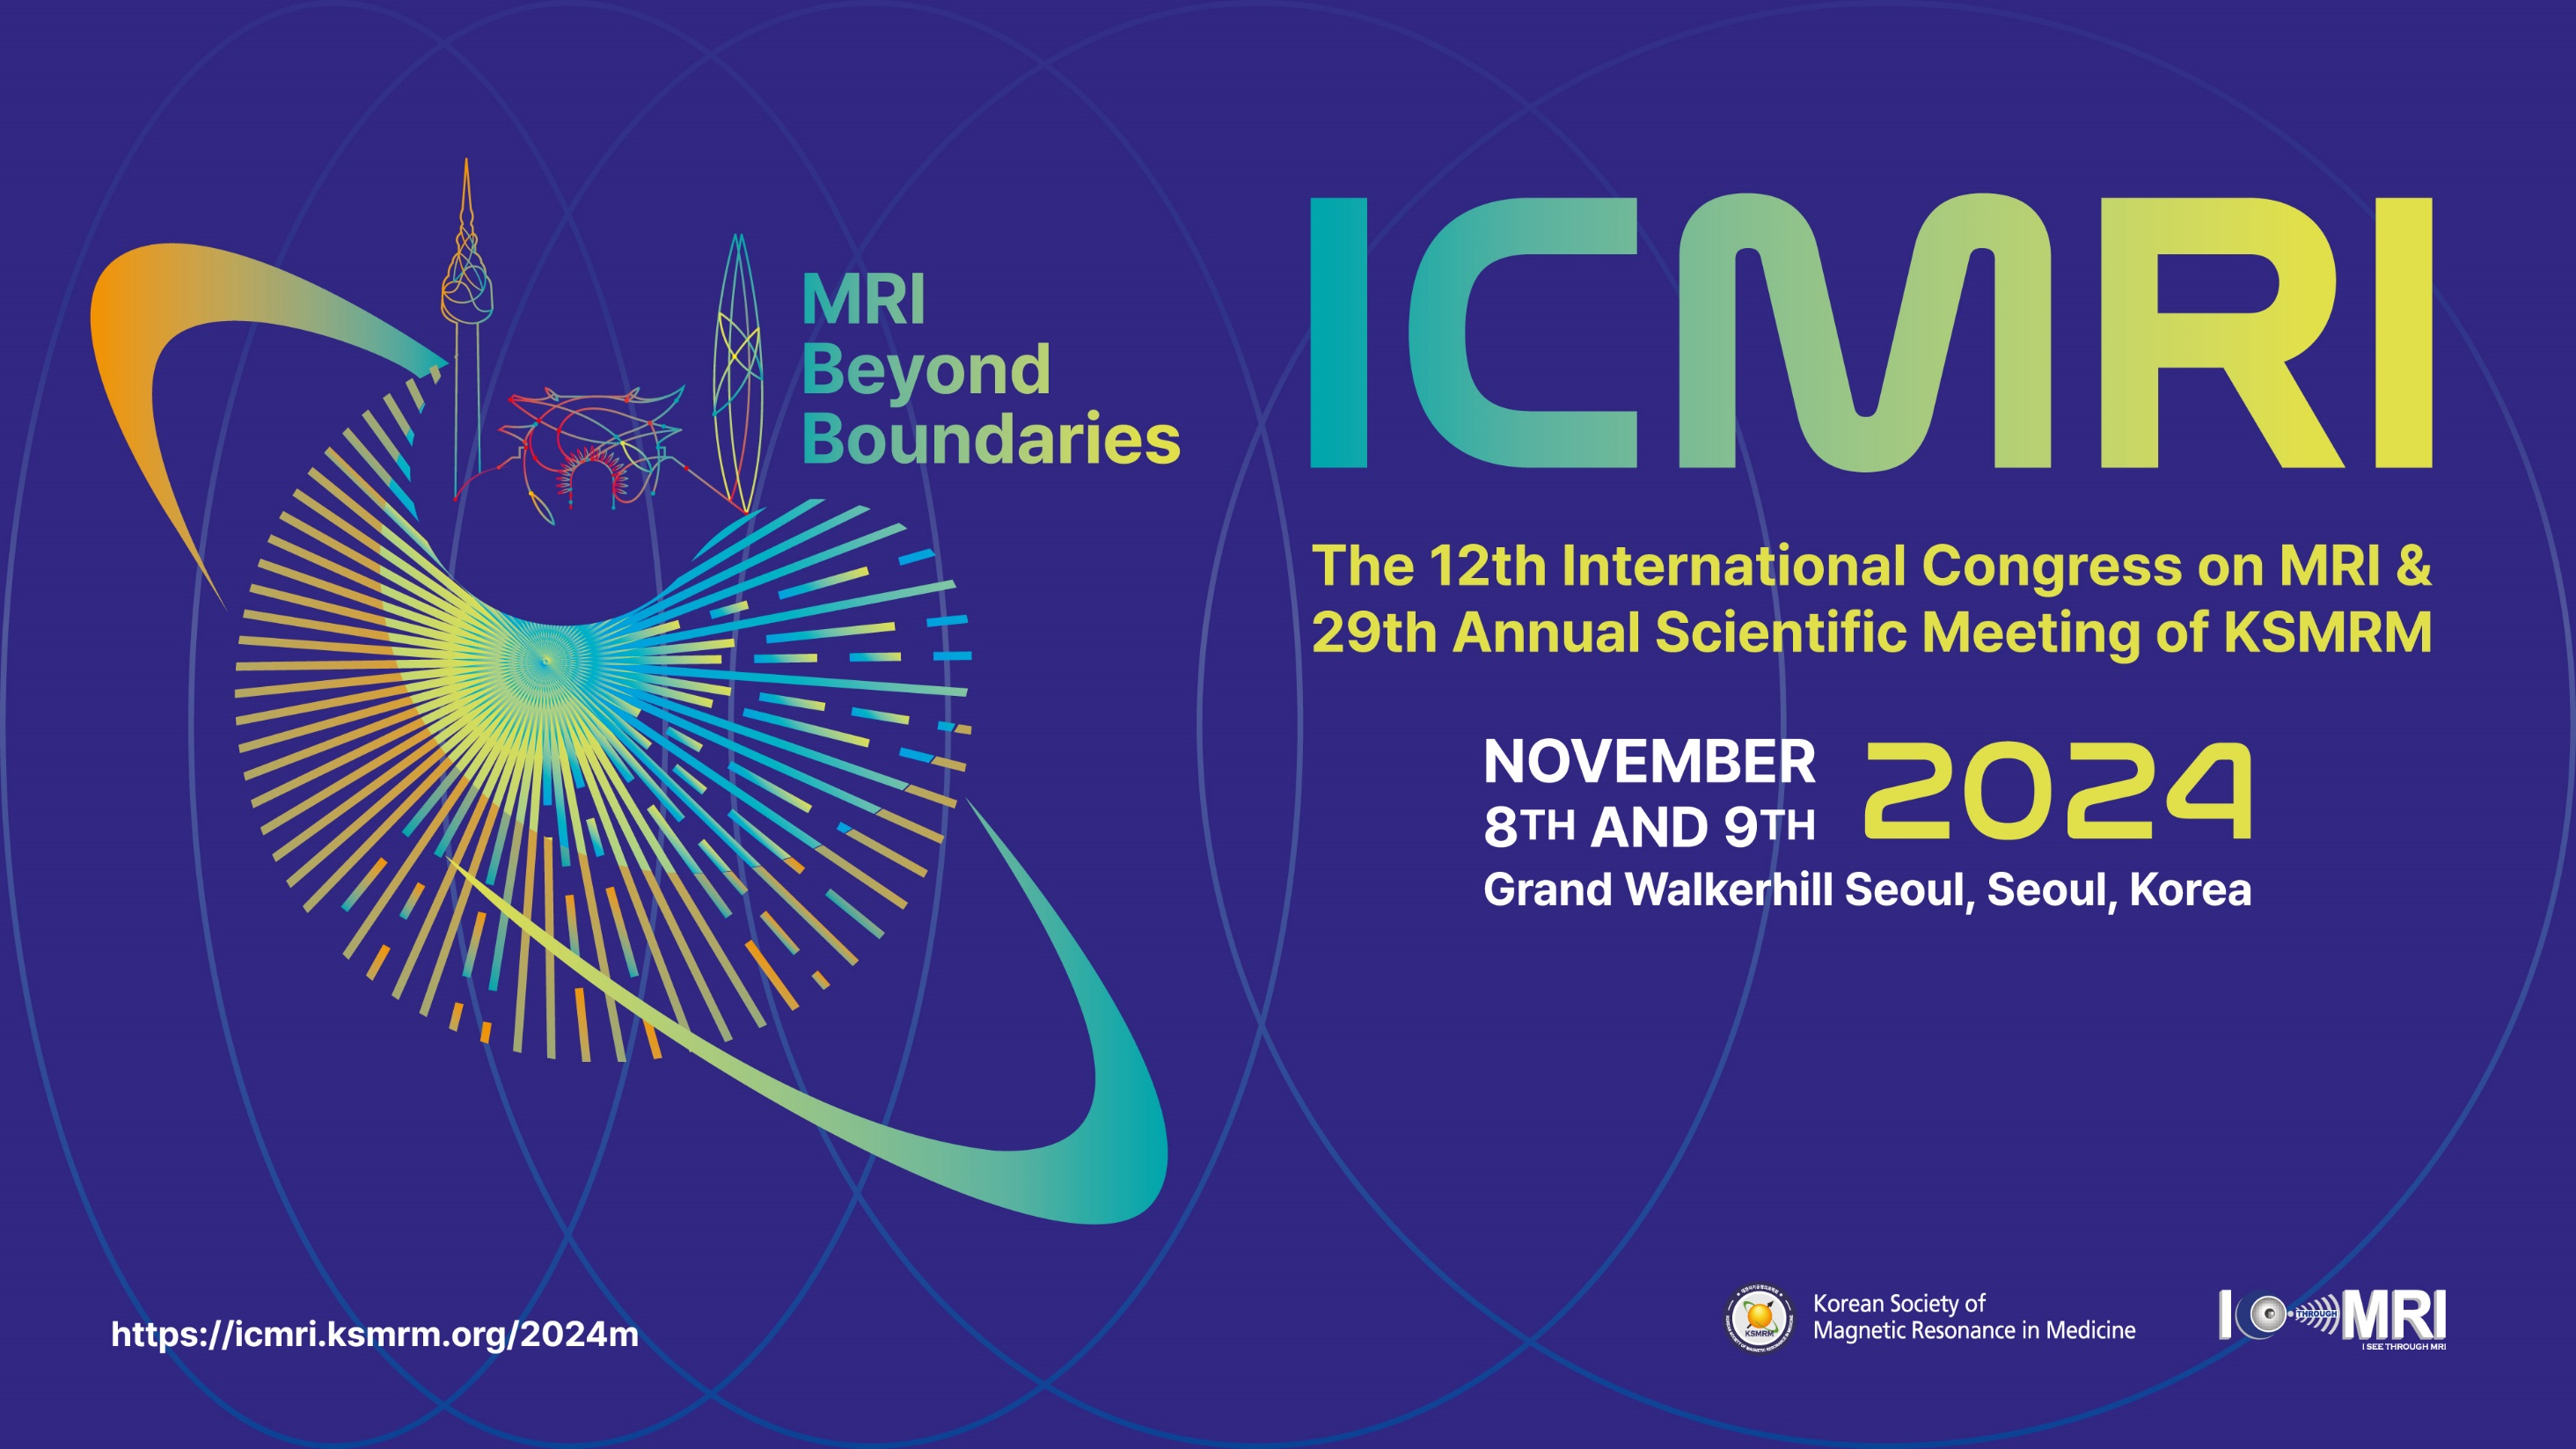 MRI
Beyond
Boundaries
ICMRI
The 12th International Congress on MRI &
29th Annual Scientific Meeting of KSMRM
NOVEMBER
8TH AND 9TH
2024
Grand Walkerhill Seoul, Seoul, Korea
https://icmri.ksmrm.org/2024m
KSMRM
Korean Society of
Magnetic Resonance in Medicine
I C THROUGH MRI
I SEE THROUGH MRI